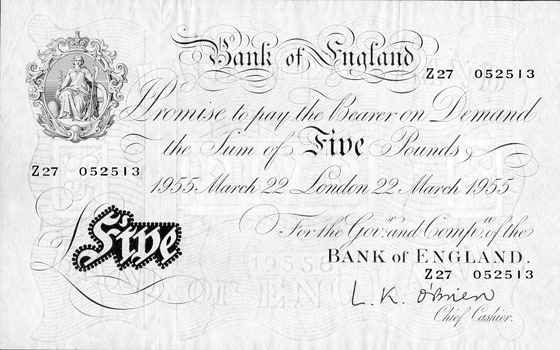 Bank of England
Z27 052513
I Promise to pay the Bearer on Demand
the Sum of Five Pounds
Z27 052513
1955 March 22 London 22 March 1955
For the Govr. and Compa. of the
BANK of ENGLAND.
Z27 052513
£Five
L. K. O'Brien
Chief Cashier.